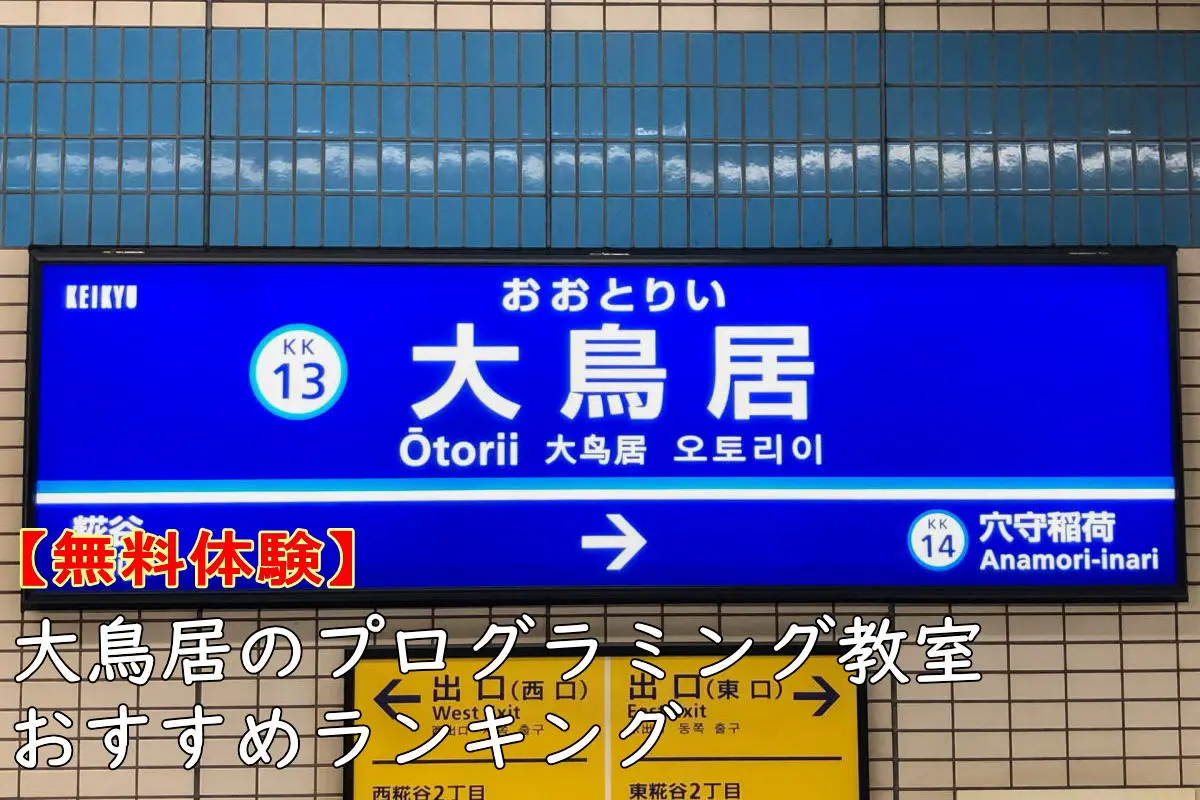 KEIKYU
おおとりい
KK
13
大鳥居
Ōtorii 大鸟居 오토리이
糀谷
KK
14
穴守稲荷
Anamori-inari
【無料体験】
大鳥居のプログラミング教室
おすすめランキング
出口(西口)
West Exit
出口(東口)
East Exit
西糀谷2丁目
東糀谷2丁目